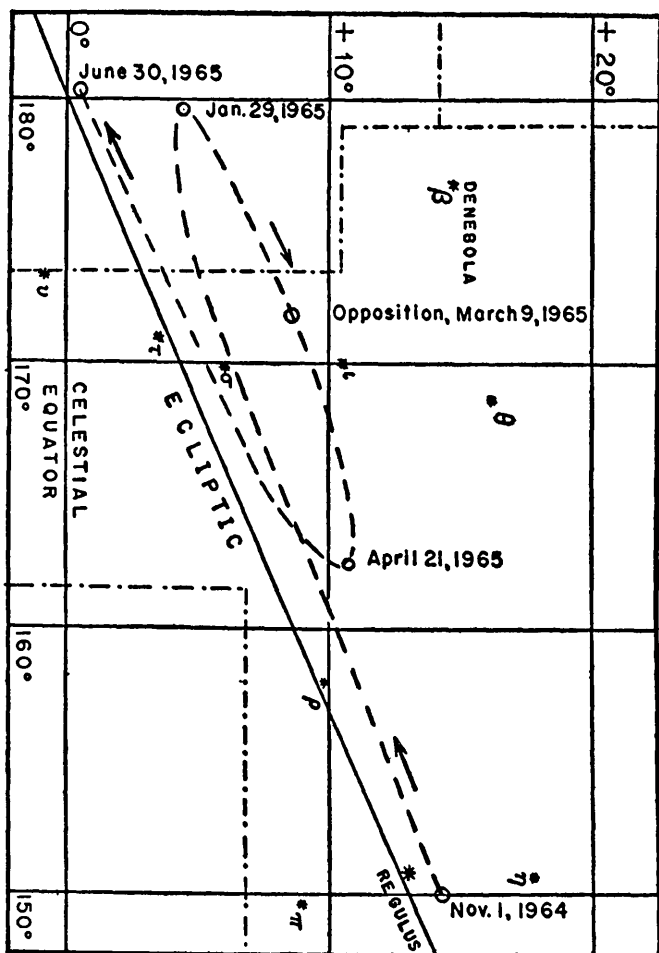 0°
+10°
+20°
June 30, 1965
Jan. 29, 1965
180°
DENEBOLA
β
υ
Opposition, March 9, 1965
τ
σ
ι
θ
170°
CELESTIAL
EQUATOR
ECLIPTIC
April 21, 1965
160°
ρ
η
REGULUS
Nov. 1, 1964
π
150°